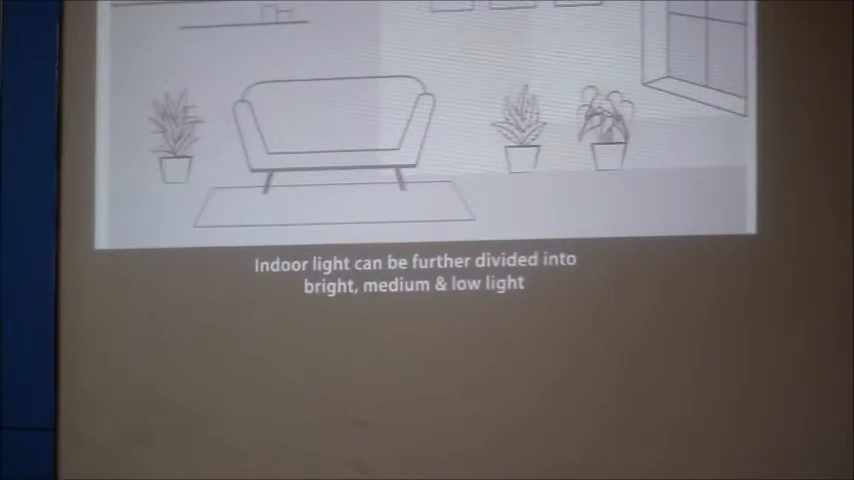 Indoor light can be further divided into
bright, medium & low light